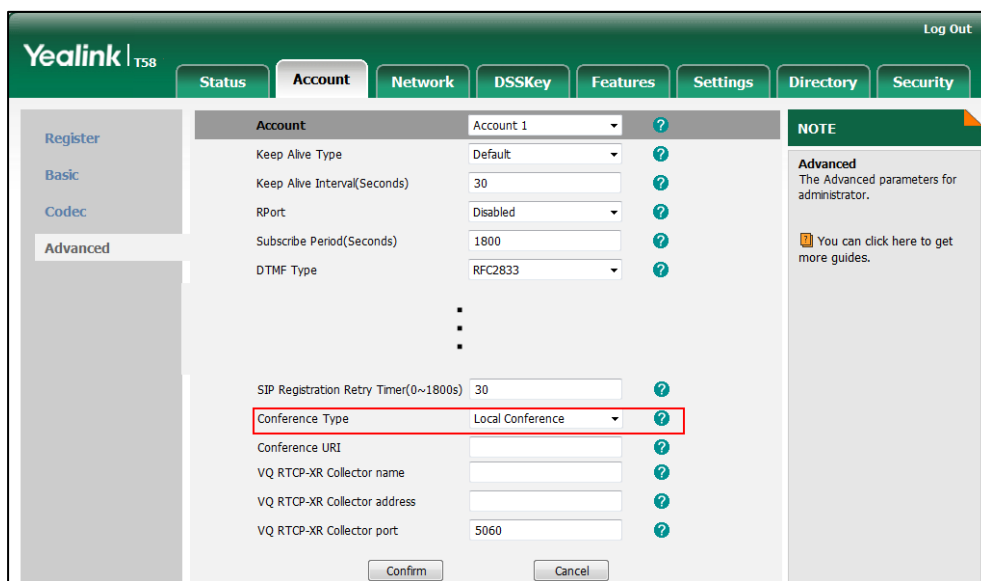 Log Out
Yealink T58
Status Account Network DSSKey Features Settings Directory Security
Register
Basic
Codec
Advanced
Account Account 1 ?
Keep Alive Type Default ?
Keep Alive Interval(Seconds) 30 ?
RPort Disabled ?
Subscribe Period(Seconds) 1800 ?
DTMF Type RFC2833 ?
SIP Registration Retry Timer(0~1800s) 30 ?
Conference Type Local Conference ?
Conference URI ?
VQ RTCP-XR Collector name ?
VQ RTCP-XR Collector address ?
VQ RTCP-XR Collector port 5060 ?
Confirm Cancel
NOTE
Advanced
The Advanced parameters for
administrator.
? You can click here to get
more guides.